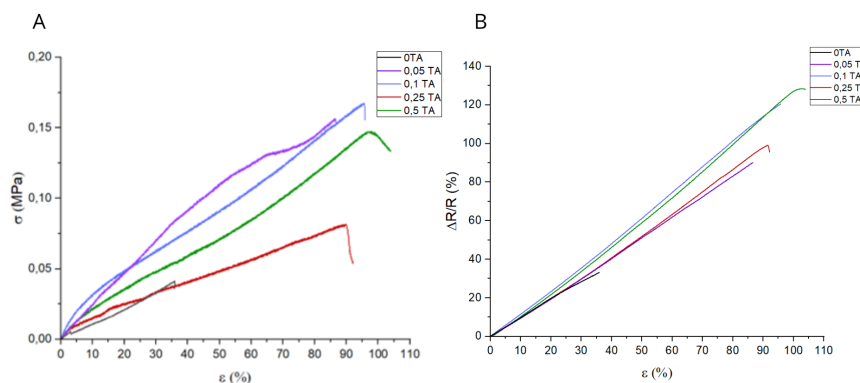 A
0,20
0,15
0,10
0,05
0,00
0 10 20 30 40 50 60 70 80 90 100 110
σ (MPa)
ε (%)
0TA
0,05 TA
0,1 TA
0,25 TA
0,5 TA
B
140
120
100
80
60
40
20
0
0 10 20 30 40 50 60 70 80 90 100 110
ΔR/R (%)
ε (%)
0TA
0,05 TA
0,1 TA
0,25 TA
0,5 TA